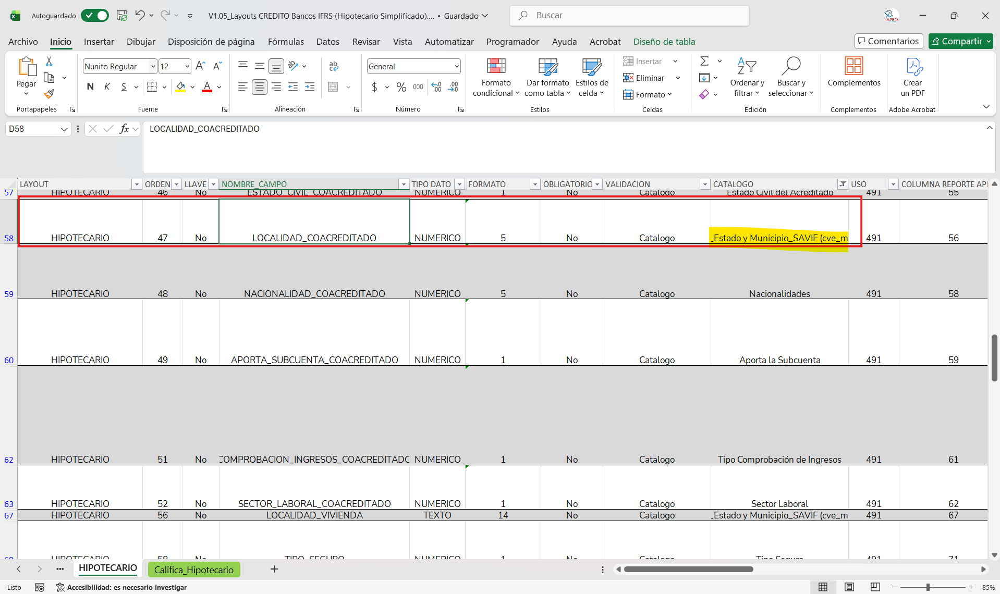 Autoguardado
V1.05_Layouts CREDITO Bancos IFRS (Hipotecario Simplificado).... • Guardado
Buscar
Archivo Inicio Insertar Dibujar Disposición de página Fórmulas Datos Revisar Vista Automatizar Programador Ayuda Acrobat Diseño de tabla
Comentarios Compartir
Pegar
Portapapeles
Nunito Regular 12
N K S
Fuente
Alineación
General
$ % 000
Número
Formato condicional
Dar formato como tabla
Estilos de celda
Estilos
Insertar
Eliminar
Formato
Celdas
Ordenar y filtrar
Buscar y seleccionar
Edición
Complementos
Complementos
Crear un PDF
Adobe Acrobat
D58 fx LOCALIDAD_COACREDITADO
LAYOUT ORDEN LLAVE NOMBRE_CAMPO TIPO DATO FORMATO OBLIGATORIO VALIDACION CATALOGO USO COLUMNA REPORTE API
57 HIPOTECARIO 46 No ESTADO_CIVIL_COACREDITADO NUMERICO 1 No Catalogo Estado Civil del Acreditado 491 55
58 HIPOTECARIO 47 No LOCALIDAD_COACREDITADO NUMERICO 5 No Catalogo _Estado y Municipio_SAVIF (cve_m 491 56
59 HIPOTECARIO 48 No NACIONALIDAD_COACREDITADO NUMERICO 5 No Catalogo Nacionalidades 491 58
60 HIPOTECARIO 49 No APORTA_SUBCUENTA_COACREDITADO NUMERICO 1 No Catalogo Aporta la Subcuenta 491 59
62 HIPOTECARIO 51 No COMPROBACION_INGRESOS_COACREDITADO NUMERICO 1 No Catalogo Tipo Comprobación de Ingresos 491 61
63 HIPOTECARIO 52 No SECTOR_LABORAL_COACREDITADO NUMERICO 1 No Catalogo Sector Laboral 491 62
67 HIPOTECARIO 56 No LOCALIDAD_VIVIENDA TEXTO 14 No Catalogo _Estado y Municipio_SAVIF (cve_m 491 67
HIPOTECARIO 58 No TIPO_SEGURO NUMERICO 1 No Catalogo Tipo Seguro 491 71
HIPOTECARIO Califica_Hipotecario
Listo Accesibilidad: es necesario investigar 85%